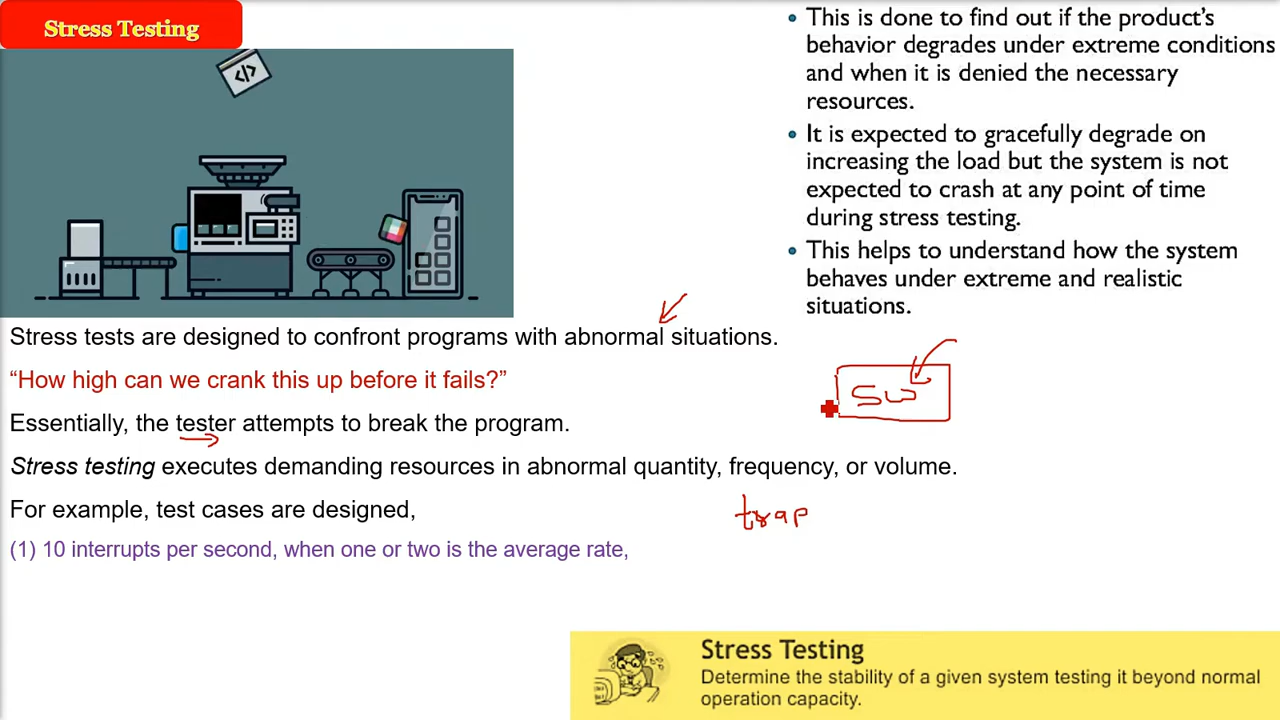 Stress Testing
</>
Stress tests are designed to confront programs with abnormal situations.
“How high can we crank this up before it fails?”
Essentially, the tester attempts to break the program.
Stress testing executes demanding resources in abnormal quantity, frequency, or volume.
For example, test cases are designed,
(1) 10 interrupts per second, when one or two is the average rate,
• This is done to find out if the product’s
behavior degrades under extreme conditions
and when it is denied the necessary
resources.
• It is expected to gracefully degrade on
increasing the load but the system is not
expected to crash at any point of time
during stress testing.
• This helps to understand how the system
behaves under extreme and realistic
situations.
SW
trap
Stress Testing
Determine the stability of a given system testing it beyond normal
operation capacity.